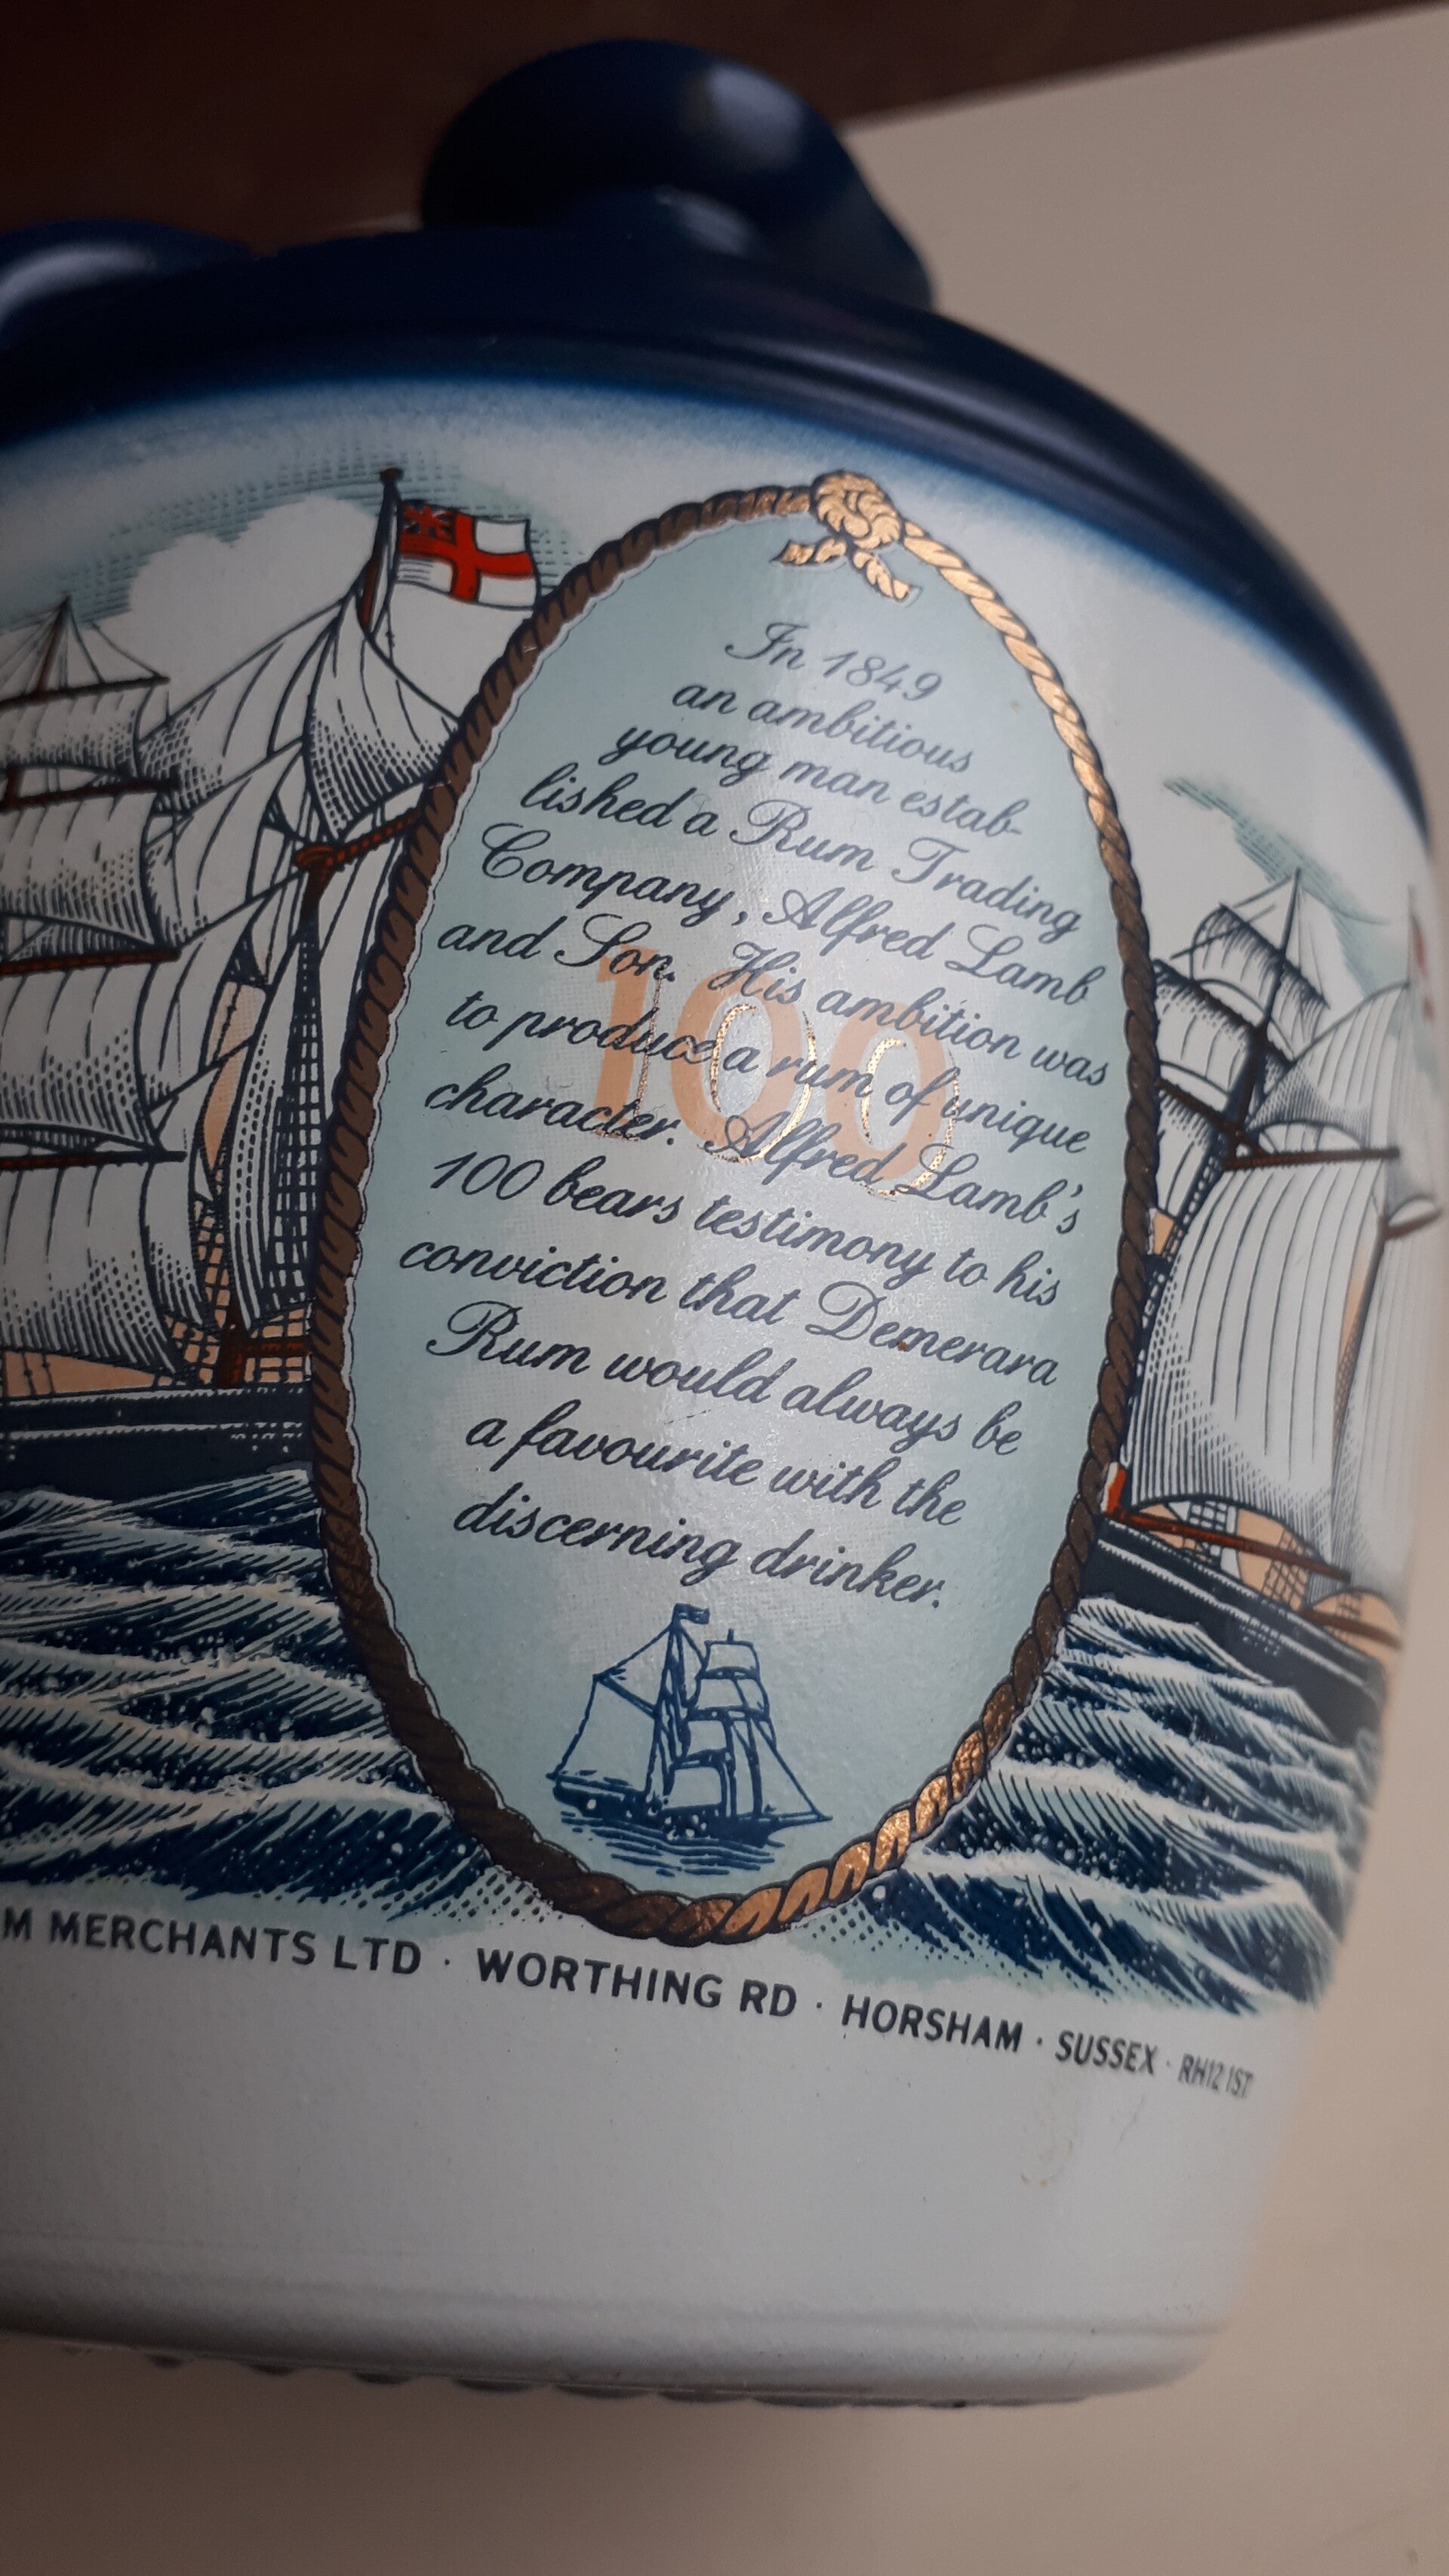 In 1849
an ambitious
young man estab-
lished a Rum Trading
Company, Alfred Lamb
and Son. His ambition was
to produce a rum of unique
character. Alfred Lamb's
100 bears testimony to his
conviction that Demerara
Rum would always be
a favourite with the
discerning drinker.
100
M MERCHANTS LTD · WORTHING RD · HORSHAM · SUSSEX · RH12 1ST